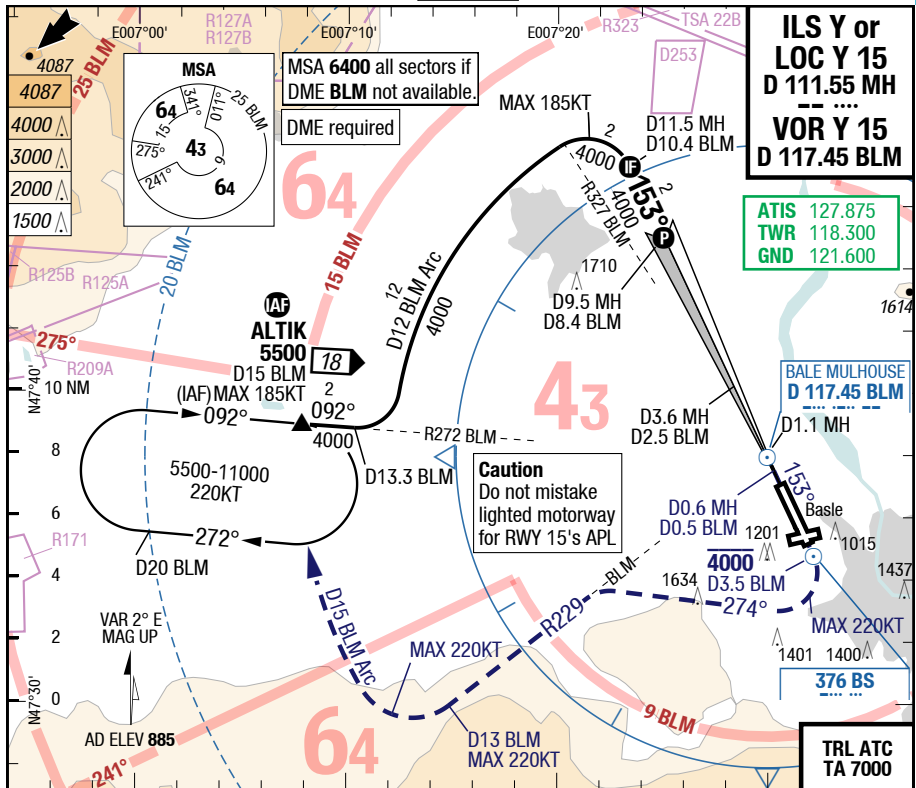 R127A
R127B
E007°00'
E007°10'
E007°20'
R323
TSA 22B
D253
ILS Y or
LOC Y 15
D 111.55 MH
VOR Y 15
D 117.45 BLM
4087
4087
4000
3000
2000
1500
25 BLM
MSA
64
341°
011°
25 BLM
15
43
275°
9
241°
64
MSA 6400 all sectors if
DME BLM not available.
DME required
64
MAX 185KT
2
4000
IF
D11.5 MH
D10.4 BLM
153°
2
4000
R327 BLM
P
ATIS 127.875
TWR 118.300
GND 121.600
R125B
R125A
20 BLM
15 BLM
1710
D9.5 MH
D8.4 BLM
1614
12
D12 BLM Arc
4000
IAF
ALTIK
5500
D15 BLM
(IAF) MAX 185KT
18
275°
R209A
N47°40'
10 NM
2
092°
092°
4000
R272 BLM
D13.3 BLM
43
BALE MULHOUSE
D 117.45 BLM
D3.6 MH
D2.5 BLM
D1.1 MH
8
5500-11000
220KT
6
272°
D20 BLM
Caution
Do not mistake
lighted motorway
for RWY 15's APL
153°
D0.6 MH
D0.5 BLM
Basle
1201
1015
R171
4
4000
D3.5 BLM
1634
274°
1437
BLM
R229
MAX 220KT
VAR 2° E
MAG UP
2
D15 BLM Arc
MAX 220KT
1401
1400
376 BS
N47°30'
0
AD ELEV 885
9 BLM
64
D13 BLM
MAX 220KT
241°
TRL ATC
TA 7000